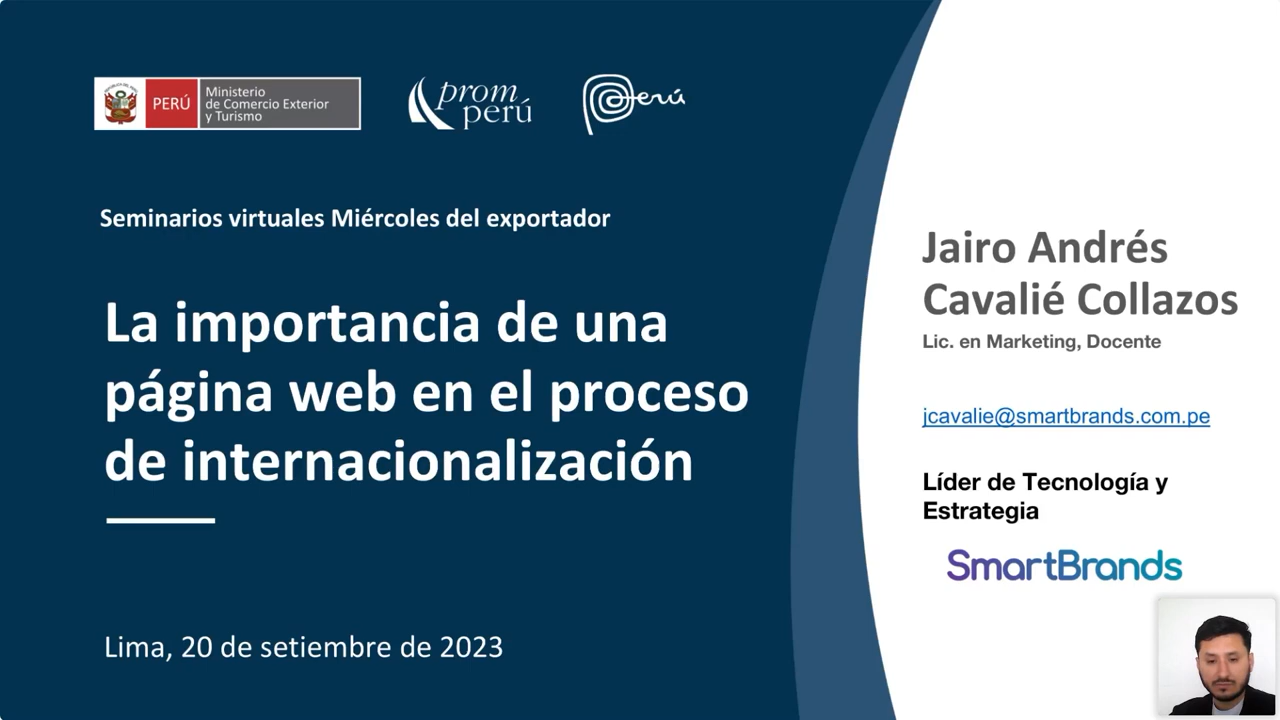 PERÚ
Ministerio
de Comercio Exterior
y Turismo
prom
perú
Perú
Seminarios virtuales Miércoles del exportador
La importancia de una
página web en el proceso
de internacionalización
Lima, 20 de setiembre de 2023
Jairo Andrés
Cavalié Collazos
Lic. en Marketing, Docente
jcavalie@smartbrands.com.pe
Líder de Tecnología y
Estrategia
SmartBrands